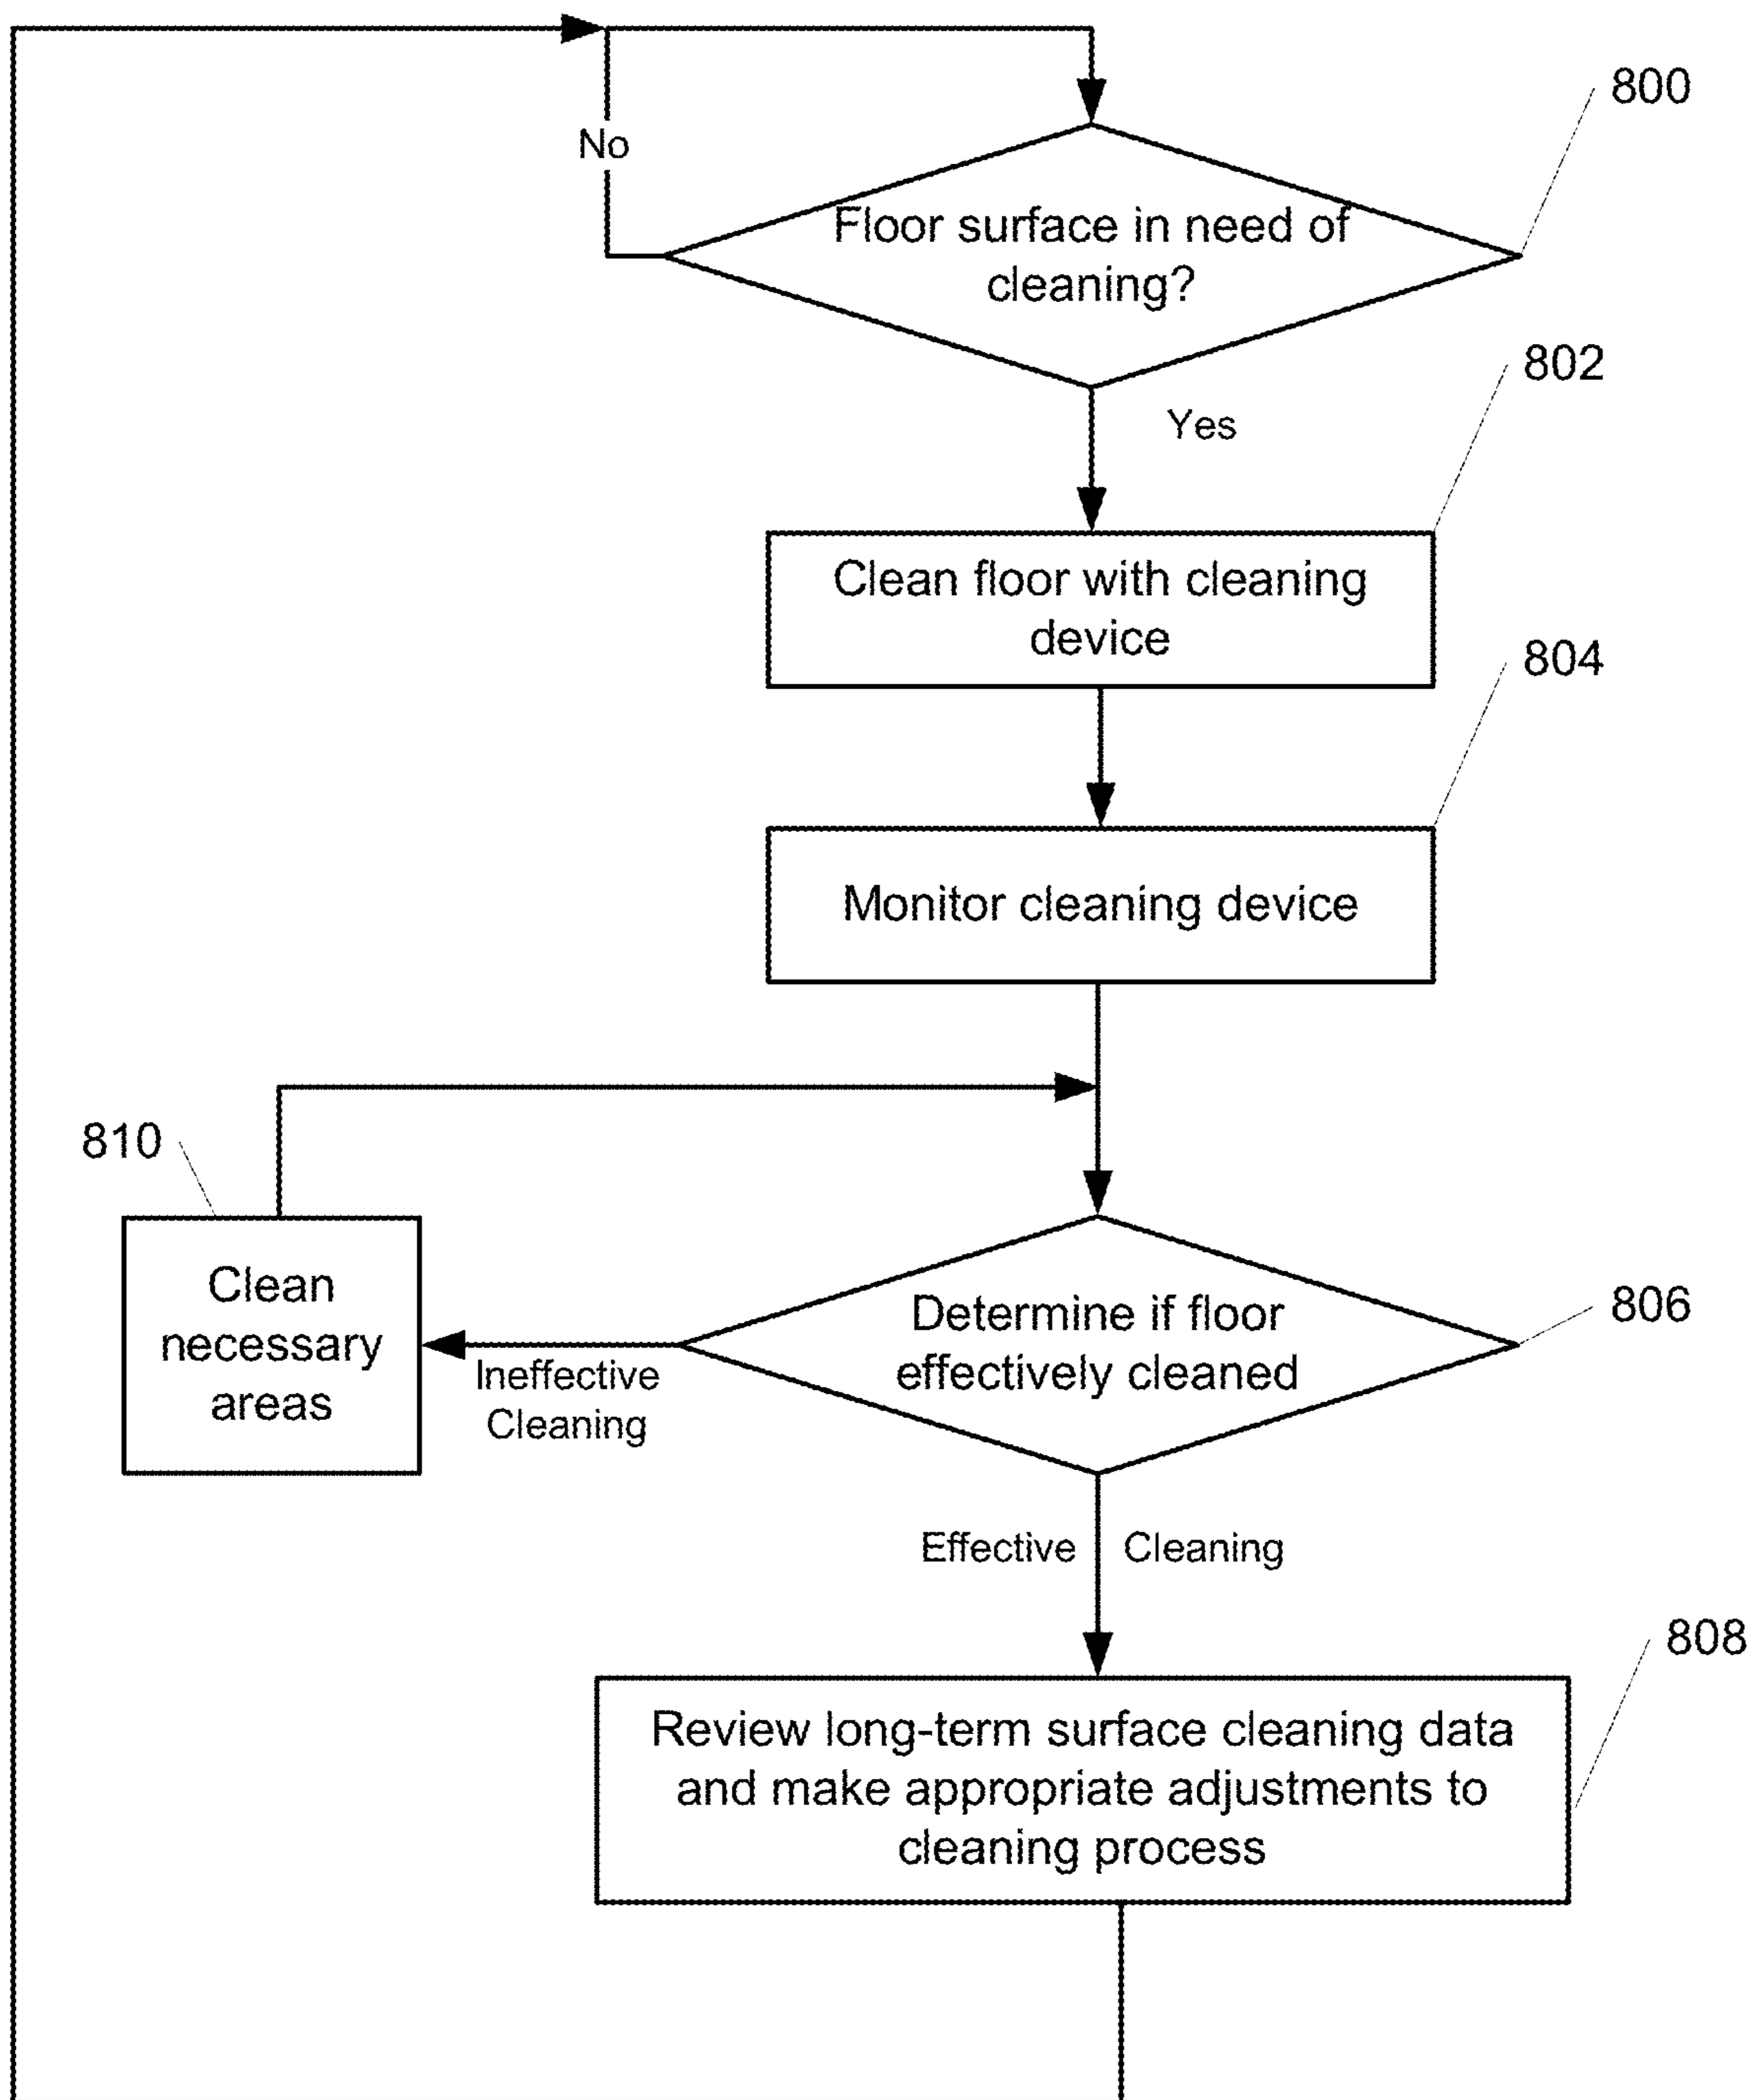 800
No
Floor surface in need of
cleaning?
802
Yes
Clean floor with cleaning
device
804
Monitor cleaning device
810
Clean
necessary
areas
Determine if floor
effectively cleaned
806
Ineffective
Cleaning
Effective Cleaning
808
Review long-term surface cleaning data
and make appropriate adjustments to
cleaning process